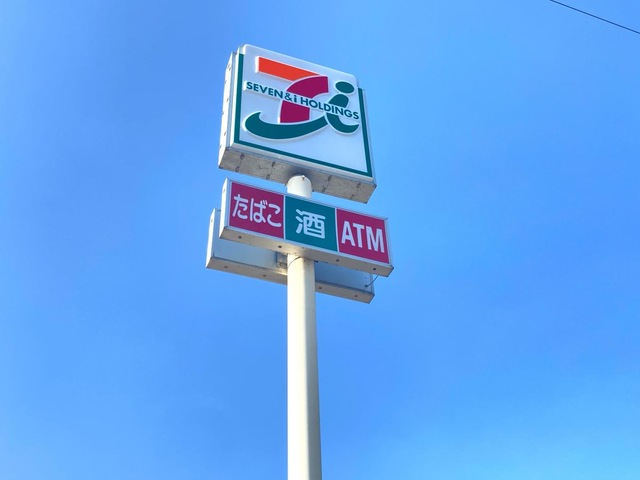 SEVEN & i HOLDINGS
たばこ 酒 ATM